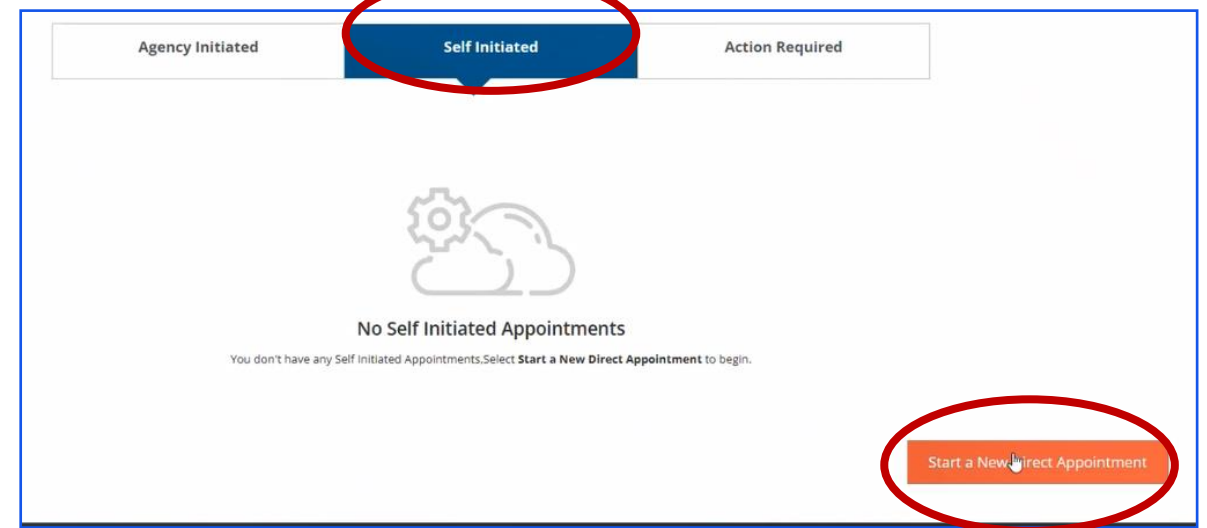 Agency Initiated
Self Initiated
Action Required
No Self Initiated Appointments
You don't have any Self Initiated Appointments.Select Start a New Direct Appointment to begin.
Start a New Direct Appointment